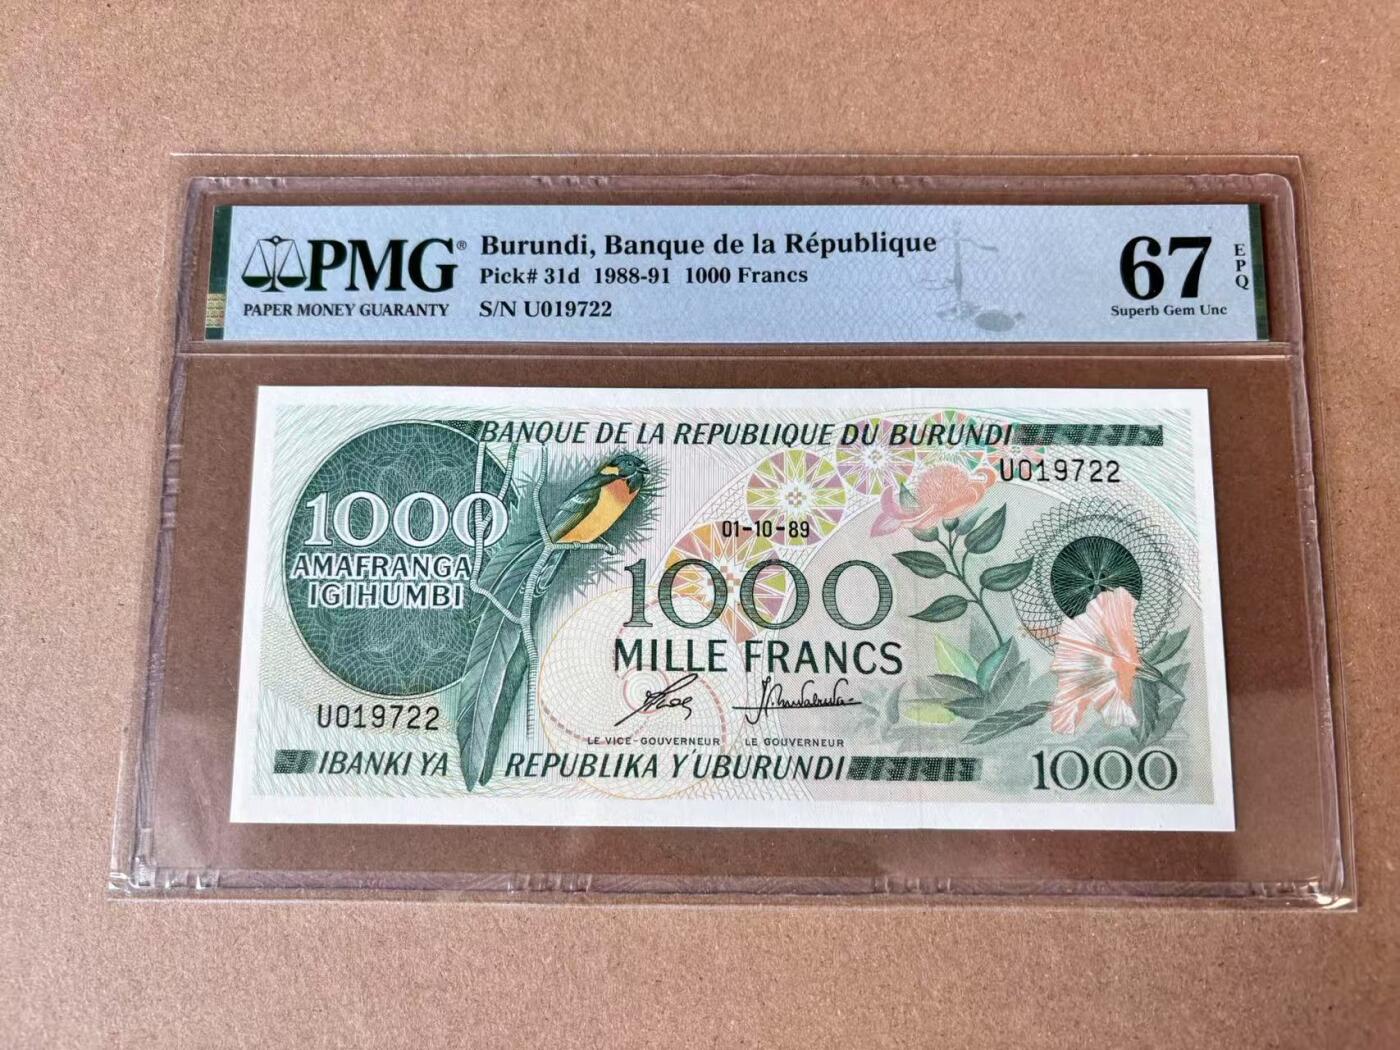 PMG®
PAPER MONEY GUARANTY
Burundi, Banque de la République
Pick# 31d 1988-91 1000 Francs
S/N U019722
67
EPQ
Superb Gem Unc
BANQUE DE LA REPUBLIQUE DU BURUNDI
U019722
1000
AMAFRANGA
IGIHUMBI
01-10-89
1000
MILLE FRANCS
U019722
LE VICE-GOUVERNEUR LE GOUVERNEUR
IBANKI YA REPUBLIKA Y'UBURUNDI
1000